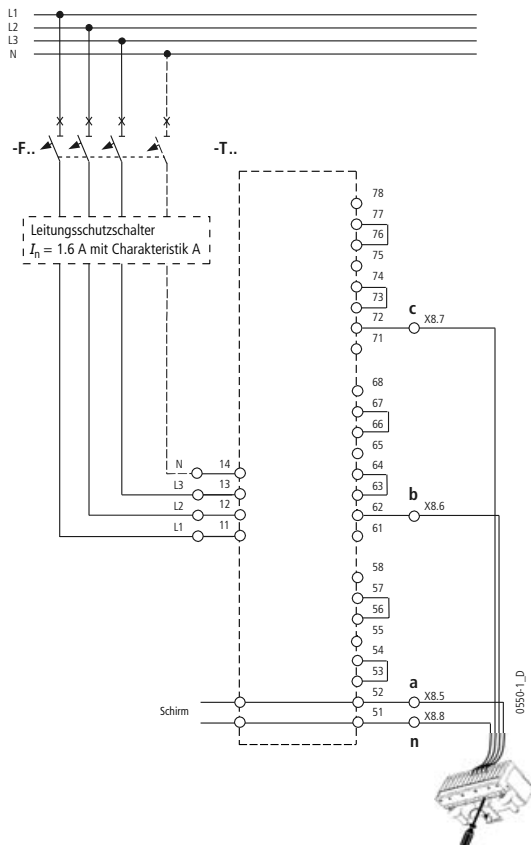 L1
L2
L3
N
-F..
-T..
Leitungsschutzschalter
In = 1.6 A mit Charakteristik A
78
77
76
75
74
73
c
72
X8.7
71
68
67
66
65
64
63
b
62
X8.6
61
58
57
56
55
54
53
a
52
X8.5
51
X8.8
n
N
14
L3
13
L2
12
L1
11
Schirm
0550-1_D